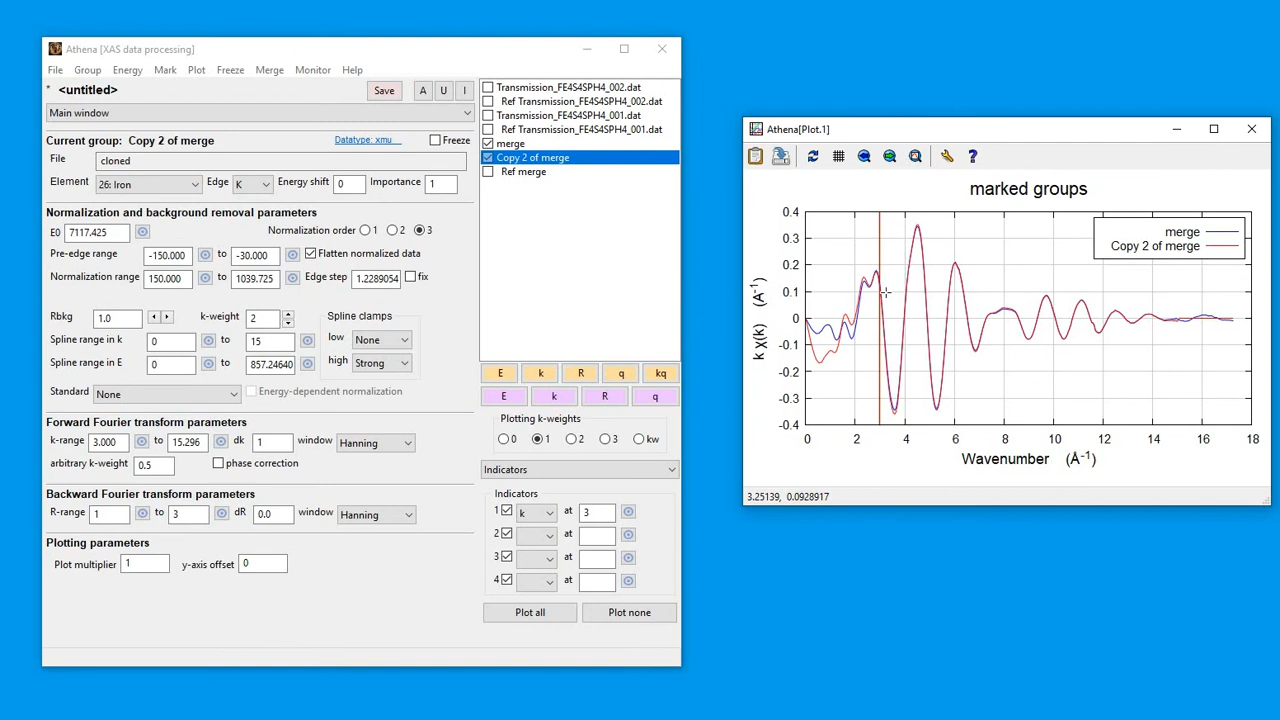 Athena [XAS data processing]
File Group Energy Mark Plot Freeze Merge Monitor Help
* <untitled> Save A U I
Main window
Current group: Copy 2 of merge Datatype: xmu Freeze
File cloned
Element 26: Iron Edge K Energy shift 0 Importance 1
Normalization and background removal parameters
E0 7117.425 Normalization order 1 2 3
Pre-edge range -150.000 to -30.000 Flatten normalized data
Normalization range 150.000 to 1039.725 Edge step 1.2289054 fix
Rbkg 1.0 k-weight 2 Spline clamps
Spline range in k 0 to 15 low None
Spline range in E 0 to 857.24640 high Strong
Standard None Energy-dependent normalization
Forward Fourier transform parameters
k-range 3.000 to 15.296 dk 1 window Hanning
arbitrary k-weight 0.5 phase correction
Backward Fourier transform parameters
R-range 1 to 3 dR 0.0 window Hanning
Plotting parameters
Plot multiplier 1 y-axis offset 0
Transmission_FE4S4SPH4_002.dat
Ref Transmission_FE4S4SPH4_002.dat
Transmission_FE4S4SPH4_001.dat
Ref Transmission_FE4S4SPH4_001.dat
merge
Copy 2 of merge
Ref merge
E k R q kq
E k R q
Plotting k-weights
0 1 2 3 kw
Indicators
Indicators
1 k at 3
2 at
3 at
4 at
Plot all Plot none
Athena[Plot.1]
marked groups
merge
Copy 2 of merge
k χ(k) (Å⁻¹)
0.4
0.3
0.2
0.1
0
-0.1
-0.2
-0.3
-0.4
0 2 4 6 8 10 12 14 16 18
Wavenumber (Å⁻¹)
3.25139, 0.0928917